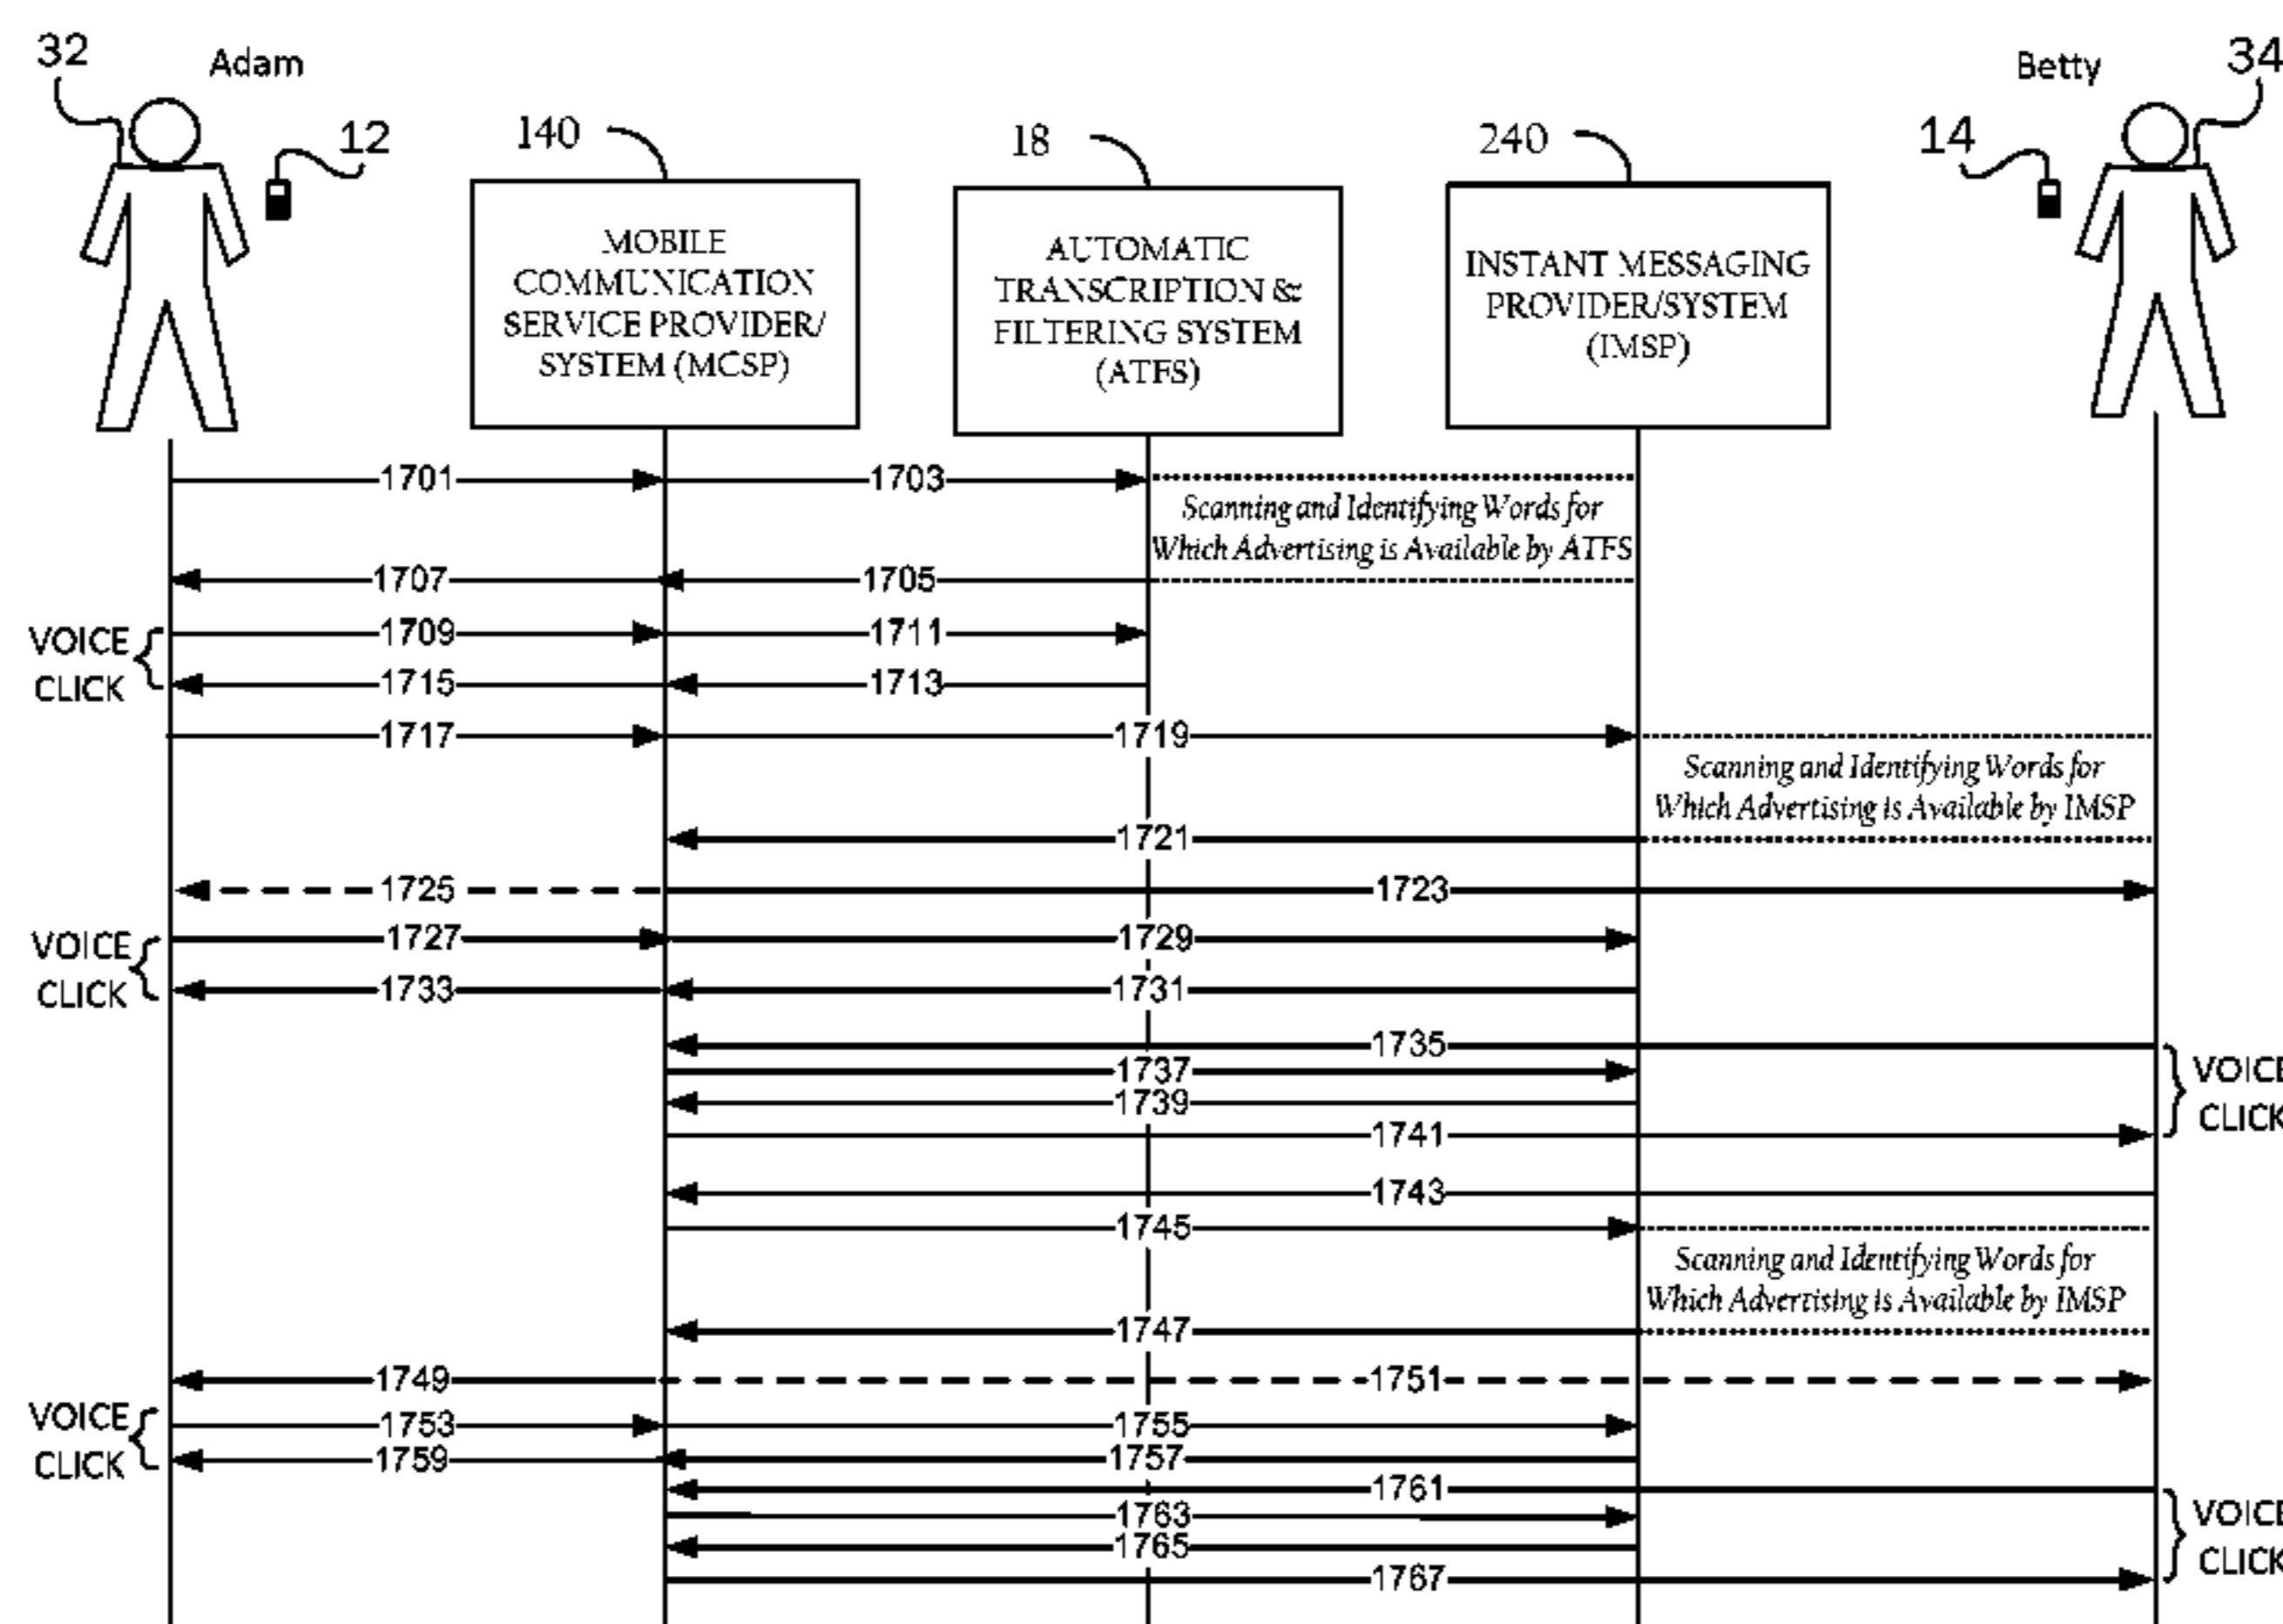 32
Adam
12
140
18
240
Betty
34
14
MOBILE
COMMUNICATION
SERVICE PROVIDER/
SYSTEM (MCSP)
AUTOMATIC
TRANSCRIPTION &
FILTERING SYSTEM
(ATFS)
INSTANT MESSAGING
PROVIDER/SYSTEM
(IMSP)
1701
1703
Scanning and Identifying Words for
Which Advertising is Available by ATFS
1707
1705
VOICE
CLICK
1709
1711
1715
1713
1717
1719
Scanning and Identifying Words for
Which Advertising is Available by IMSP
1721
1725
1723
VOICE
CLICK
1727
1729
1733
1731
1735
1737
1739
1741
VOICE
CLICK
1743
1745
Scanning and Identifying Words for
Which Advertising is Available by IMSP
1747
1749
1751
VOICE
CLICK
1753
1755
1759
1757
1761
1763
1765
1767
VOICE
CLICK